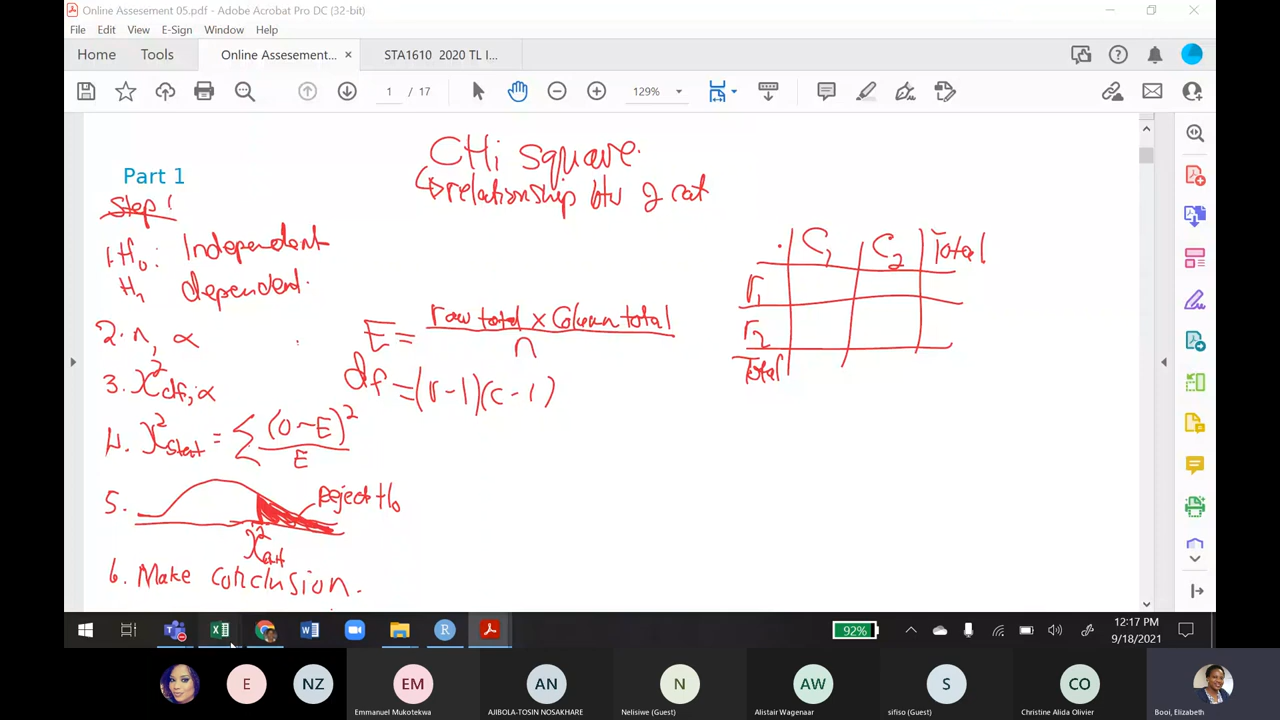 Online Assesement 05.pdf - Adobe Acrobat Pro DC (32-bit)
File Edit View E-Sign Window Help
Home Tools Online Assesement... × STA1610 2020 TL I...
1 / 17 129%
CHi square
relationship btw 2 cat
Part 1
Step 1
1. H0: Independent
H1 dependent
2. n, α
3. χ²df, α
4. χ²stat = Σ (O - E)² / E
5. Reject H0
χ²crit
6. Make conclusion.
E = row total × Column total / n
df = (r - 1)(c - 1)
C1 C2 Total
r1
r2
Total
92%
12:17 PM
9/18/2021
E NZ EM AN N AW S CO
Emmanuel Mukotekwa AJIBOLA-TOSIN NOSAKHARE Nelisiwe (Guest) Alistair Wagenaar sifiso (Guest) Christine Alida Olivier Booi, Elizabeth